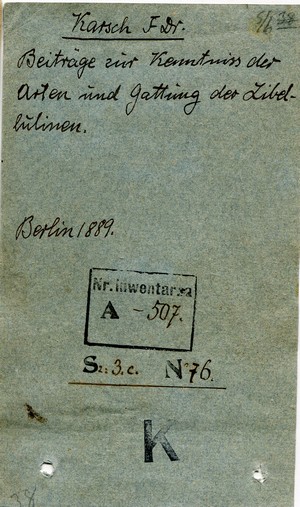 Karsch F Dr.
Beiträge zur Kenntniss der
Arten und Gattung der Libel-
lulinen.
Berlin 1889.
Nr. inwentarza
A - 507.
Sz: 3.c. Nº 76.
K
38